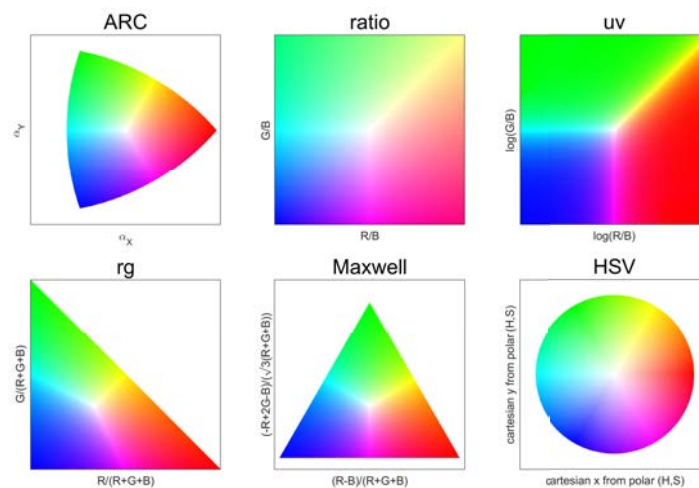 ARC
α_Y
α_X
ratio
G/B
R/B
uv
log(G/B)
log(R/B)
rg
G/(R+G+B)
R/(R+G+B)
Maxwell
(-R+2G-B)/(√3(R+G+B))
(R-B)/(R+G+B)
HSV
cartesian y from polar (H,S)
cartesian x from polar (H,S)